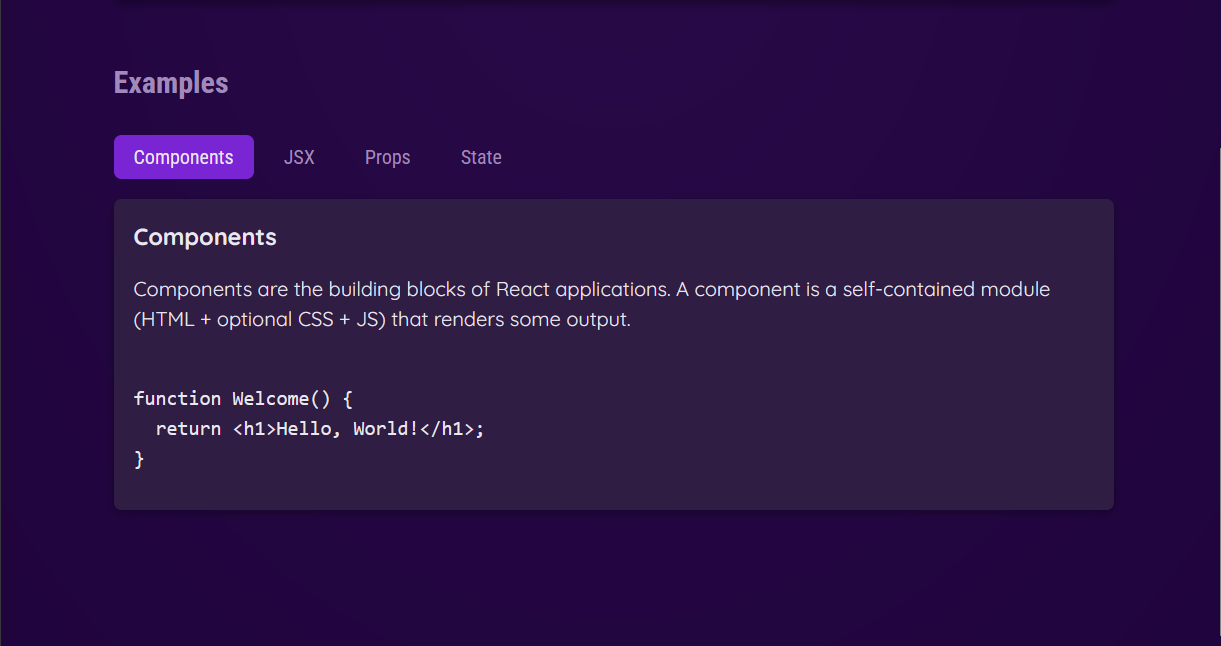 Examples
Components JSX Props State
Components
Components are the building blocks of React applications. A component is a self-contained module
(HTML + optional CSS + JS) that renders some output.
function Welcome() {
  return <h1>Hello, World!</h1>;
}